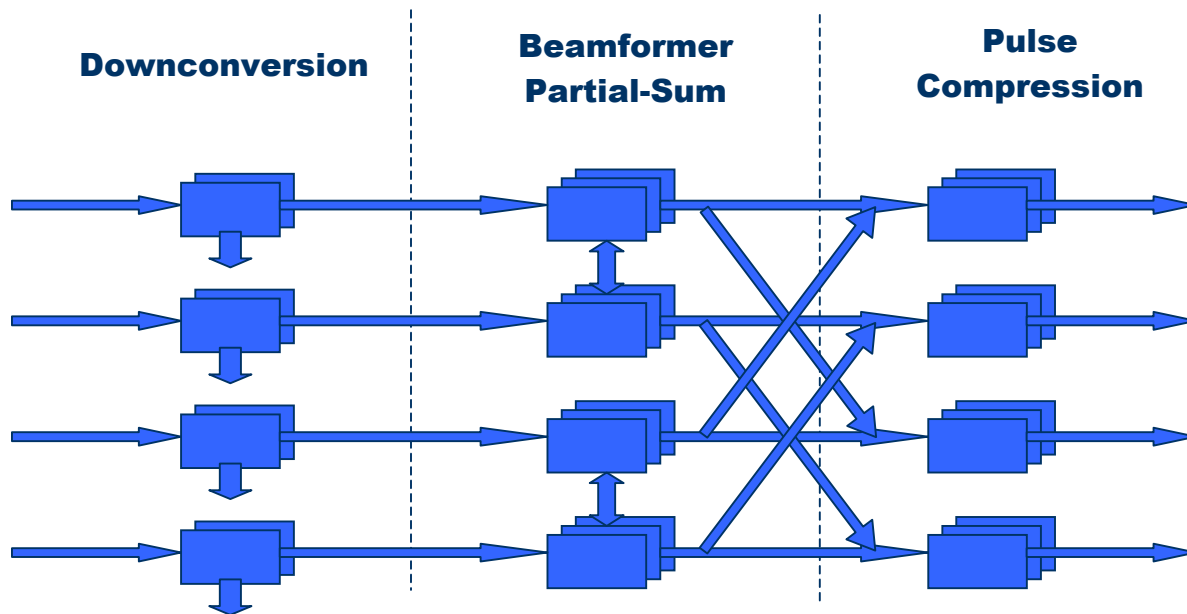 Downconversion
Beamformer
Partial-Sum
Pulse
Compression